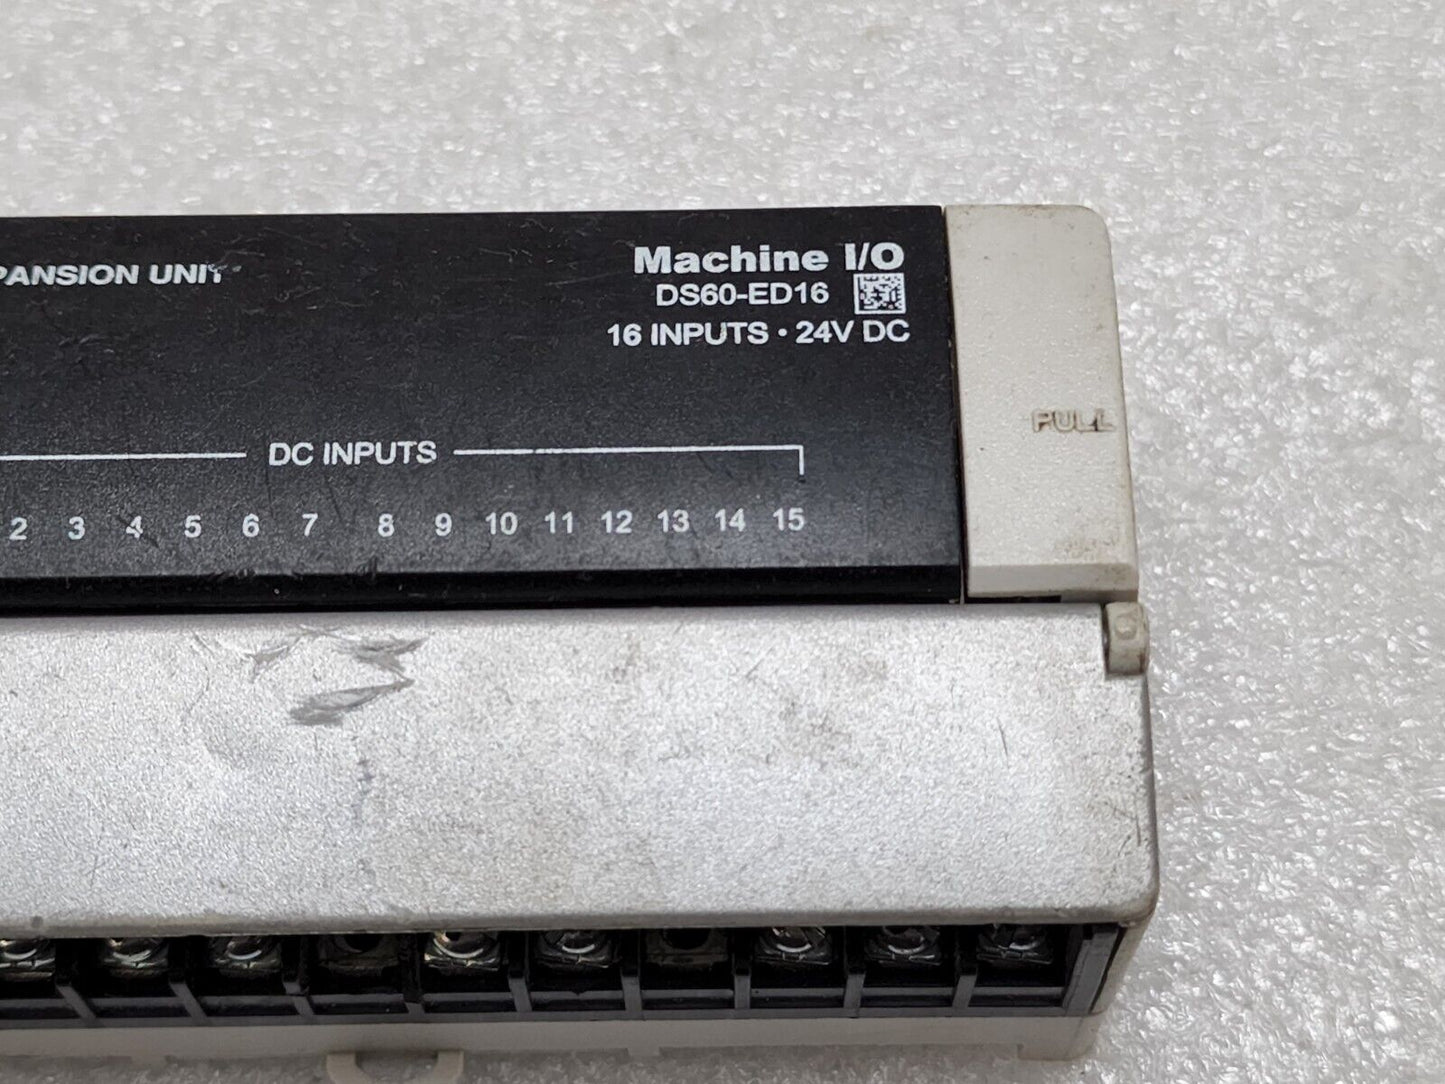 Machine I/O
PANSION UNIT
DS60-ED16
16 INPUTS • 24V DC
PULL
DC INPUTS
2 3 4 5 6 7 8 9 10 11 12 13 14 15